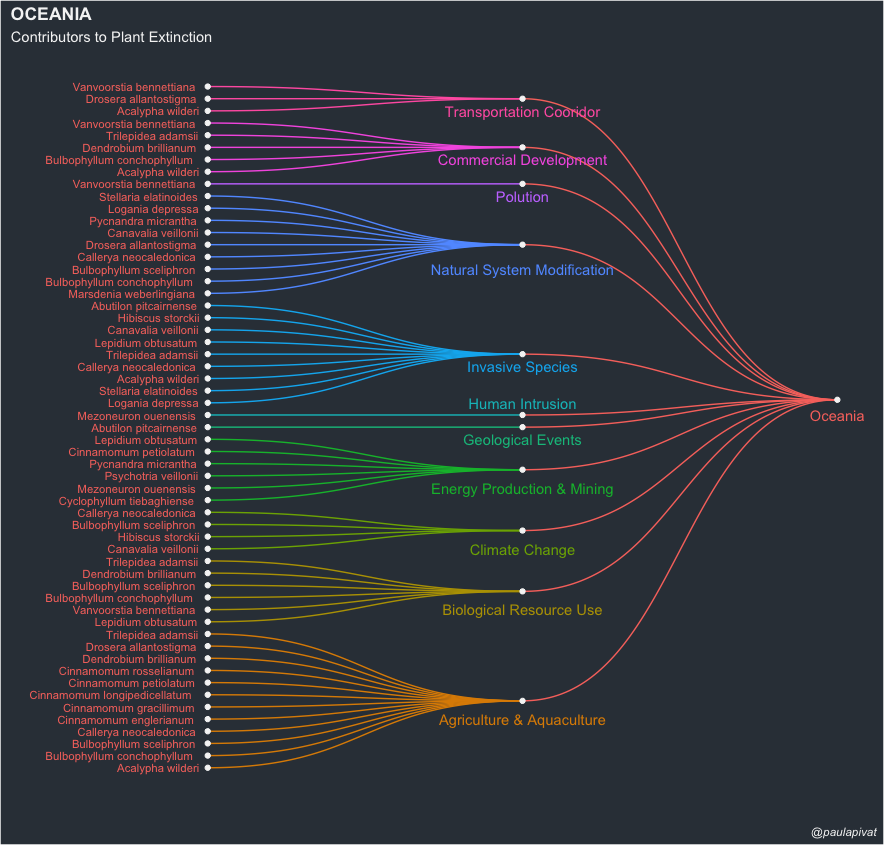 OCEANIA
Contributors to Plant Extinction
Vanvoorstia bennettiana
Drosera allantostigma
Acalypha wilderi
Transportation Cooridor
Vanvoorstia bennettiana
Trilepidea adamsii
Dendrobium brillianum
Bulbophyllum conchophyllum
Acalypha wilderi
Commercial Development
Vanvoorstia bennettiana
Polution
Stellaria elatinoides
Logania depressa
Pycnandra micrantha
Canavalia veillonii
Drosera allantostigma
Callerya neocaledonica
Bulbophyllum sceliphron
Bulbophyllum conchophyllum
Marsdenia weberlingiana
Natural System Modification
Abutilon pitcairnense
Hibiscus storckii
Canavalia veillonii
Lepidium obtusatum
Trilepidea adamsii
Callerya neocaledonica
Acalypha wilderi
Stellaria elatinoides
Logania depressa
Invasive Species
Mezoneuron ouenensis
Human Intrusion
Abutilon pitcairnense
Geological Events
Lepidium obtusatum
Cinnamomum petiolatum
Pycnandra micrantha
Psychotria veillonii
Mezoneuron ouenensis
Cyclophyllum tiebaghiense
Energy Production & Mining
Callerya neocaledonica
Bulbophyllum sceliphron
Hibiscus storckii
Canavalia veillonii
Climate Change
Trilepidea adamsii
Dendrobium brillianum
Bulbophyllum sceliphron
Bulbophyllum conchophyllum
Vanvoorstia bennettiana
Lepidium obtusatum
Biological Resource Use
Trilepidea adamsii
Drosera allantostigma
Dendrobium brillianum
Cinnamomum rosselianum
Cinnamomum petiolatum
Cinnamomum longipedicellatum
Cinnamomum gracillimum
Cinnamomum englerianum
Callerya neocaledonica
Bulbophyllum sceliphron
Bulbophyllum conchophyllum
Acalypha wilderi
Agriculture & Aquaculture
Oceania
@paulapivat